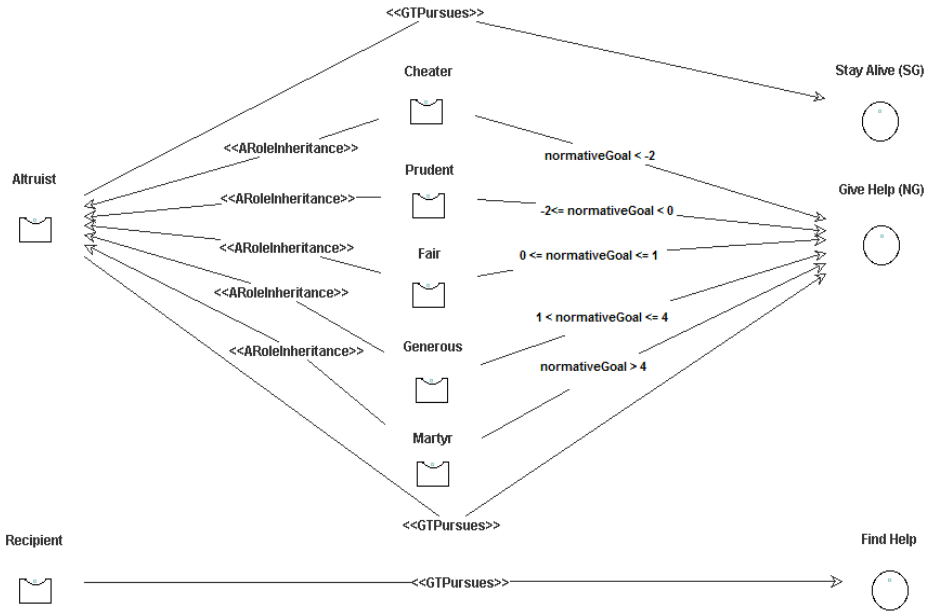 <<GTPursues>>
Cheater
Stay Alive (SG)
<<ARoleInheritance>>
normativeGoal < -2
Altruist
Prudent
Give Help (NG)
<<ARoleInheritance>>
-2<= normativeGoal < 0
Fair
<<ARoleInheritance>>
0 <= normativeGoal <= 1
<<ARoleInheritance>>
1 < normativeGoal <= 4
Generous
<<ARoleInheritance>>
normativeGoal > 4
Martyr
<<GTPursues>>
Recipient
Find Help
<<GTPursues>>